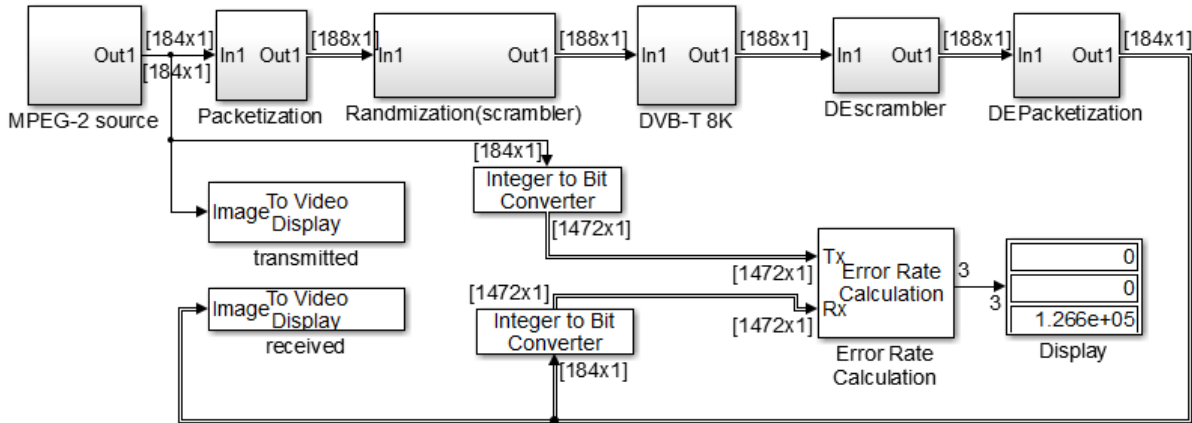 Out1
[184x1]
[184x1]
MPEG-2 source
In1 Out1
[188x1]
Packetization
In1 Out1
[188x1]
Randmization(scrambler)
In1 Out1
[188x1]
DVB-T 8K
In1 Out1
[188x1]
DEscrambler
In1 Out1
[184x1]
DEPacketization
[184x1]
Integer to Bit
Converter
[1472x1]
Image
To Video
Display
transmitted
Image
To Video
Display
received
[1472x1]
Integer to Bit
Converter
[184x1]
[1472x1]
[1472x1]
Tx
Rx
Error Rate
Calculation
Error Rate
Calculation
3
3
0
0
1.266e+05
Display